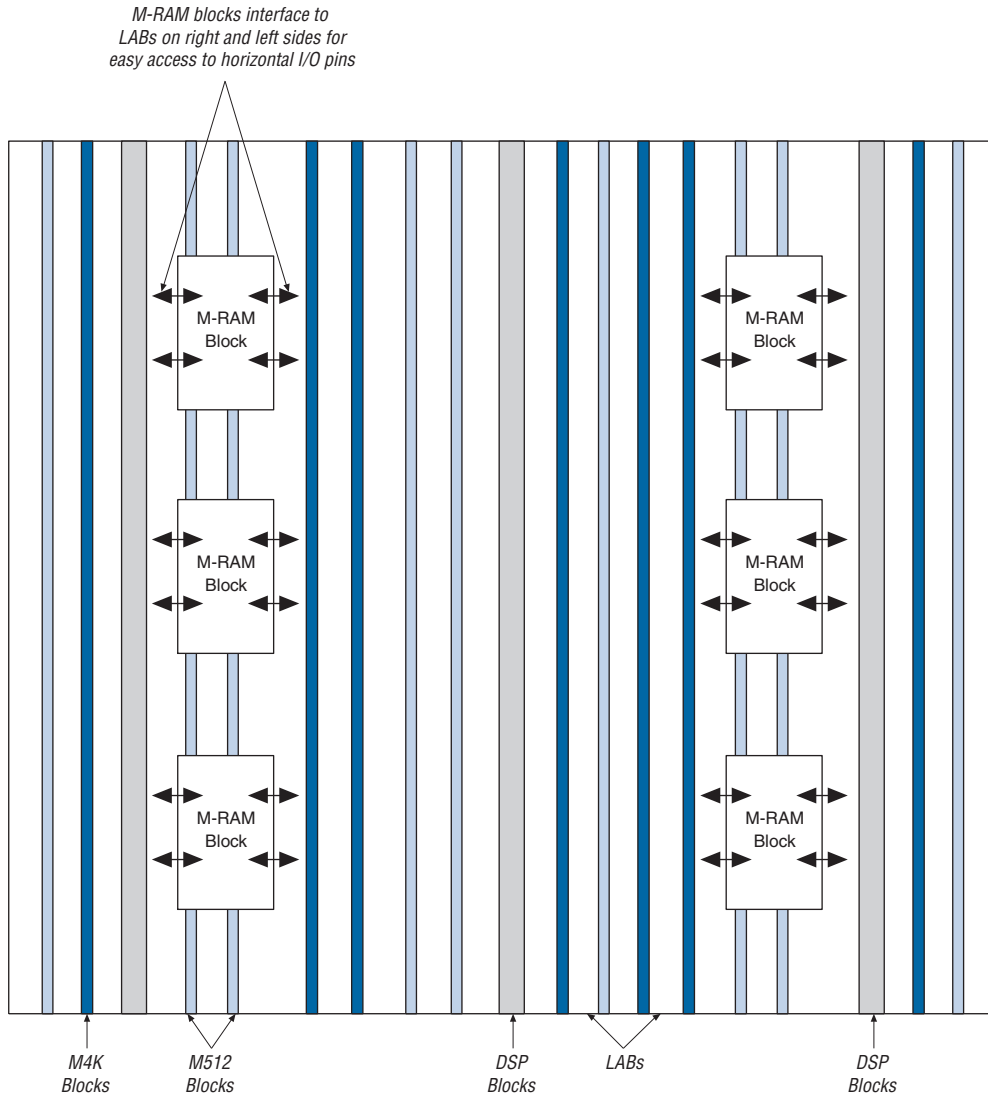 M-RAM blocks interface to
LABs on right and left sides for
easy access to horizontal I/O pins
M-RAM
Block
M-RAM
Block
M-RAM
Block
M-RAM
Block
M-RAM
Block
M-RAM
Block
M4K
Blocks
M512
Blocks
DSP
Blocks
LABs
DSP
Blocks